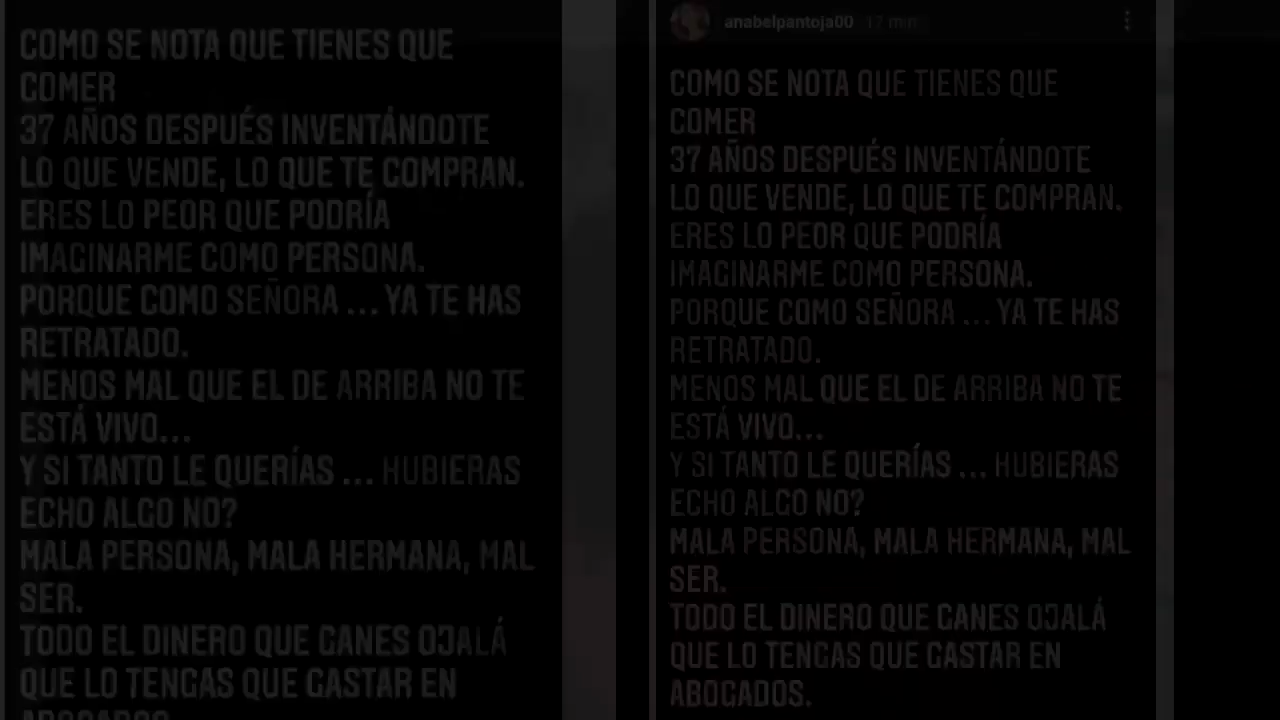 COMO SE NOTA QUE TIENES QUE
COMER
37 AÑOS DESPUÉS INVENTÁNDOTE
LO QUE VENDE, LO QUE TE COMPRAN.
ERES LO PEOR QUE PODRÍA
IMAGINARME COMO PERSONA.
PORQUE COMO SEÑORA ... YA TE HAS
RETRATADO.
MENOS MAL QUE EL DE ARRIBA NO TE
ESTÁ VIVO...
Y SI TANTO LE QUERÍAS ... HUBIERAS
ECHO ALGO NO?
MALA PERSONA, MALA HERMANA, MAL
SER.
TODO EL DINERO QUE GANES OJALÁ
QUE LO TENGAS QUE GASTAR EN
ABOGADOS.
anabelpantoja00 17 min
COMO SE NOTA QUE TIENES QUE
COMER
37 AÑOS DESPUÉS INVENTÁNDOTE
LO QUE VENDE, LO QUE TE COMPRAN.
ERES LO PEOR QUE PODRÍA
IMAGINARME COMO PERSONA.
PORQUE COMO SEÑORA ... YA TE HAS
RETRATADO.
MENOS MAL QUE EL DE ARRIBA NO TE
ESTÁ VIVO...
Y SI TANTO LE QUERÍAS ... HUBIERAS
ECHO ALGO NO?
MALA PERSONA, MALA HERMANA, MAL
SER.
TODO EL DINERO QUE GANES OJALÁ
QUE LO TENGAS QUE GASTAR EN
ABOGADOS.